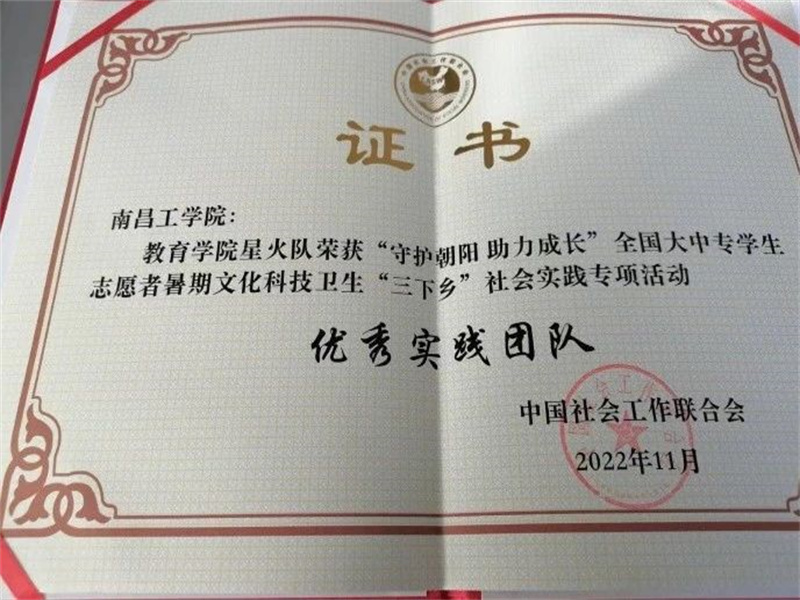 证书
南昌工学院：
教育学院星火队荣获“守护朝阳 助力成长”全国大中专学生
志愿者暑期文化科技卫生“三下乡”社会实践专项活动
优秀实践团队
中国社会工作联合会
2022年11月